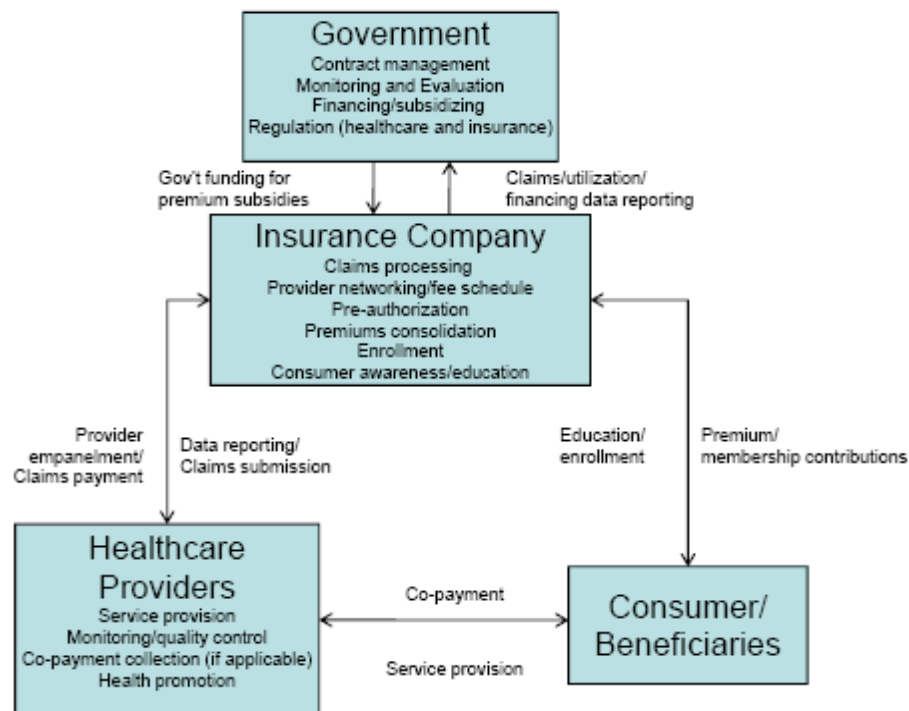 Government
Contract management
Monitoring and Evaluation
Financing/subsidizing
Regulation (healthcare and insurance)
Gov't funding for
premium subsidies
Claims/utilization/
financing data reporting
Insurance Company
Claims processing
Provider networking/fee schedule
Pre-authorization
Premiums consolidation
Enrollment
Consumer awareness/education
Provider
empanelment/
Claims payment
Data reporting/
Claims submission
Education/
enrollment
Premium/
membership contributions
Healthcare
Providers
Service provision
Monitoring/quality control
Co-payment collection (if applicable)
Health promotion
Co-payment
Service provision
Consumer/
Beneficiaries